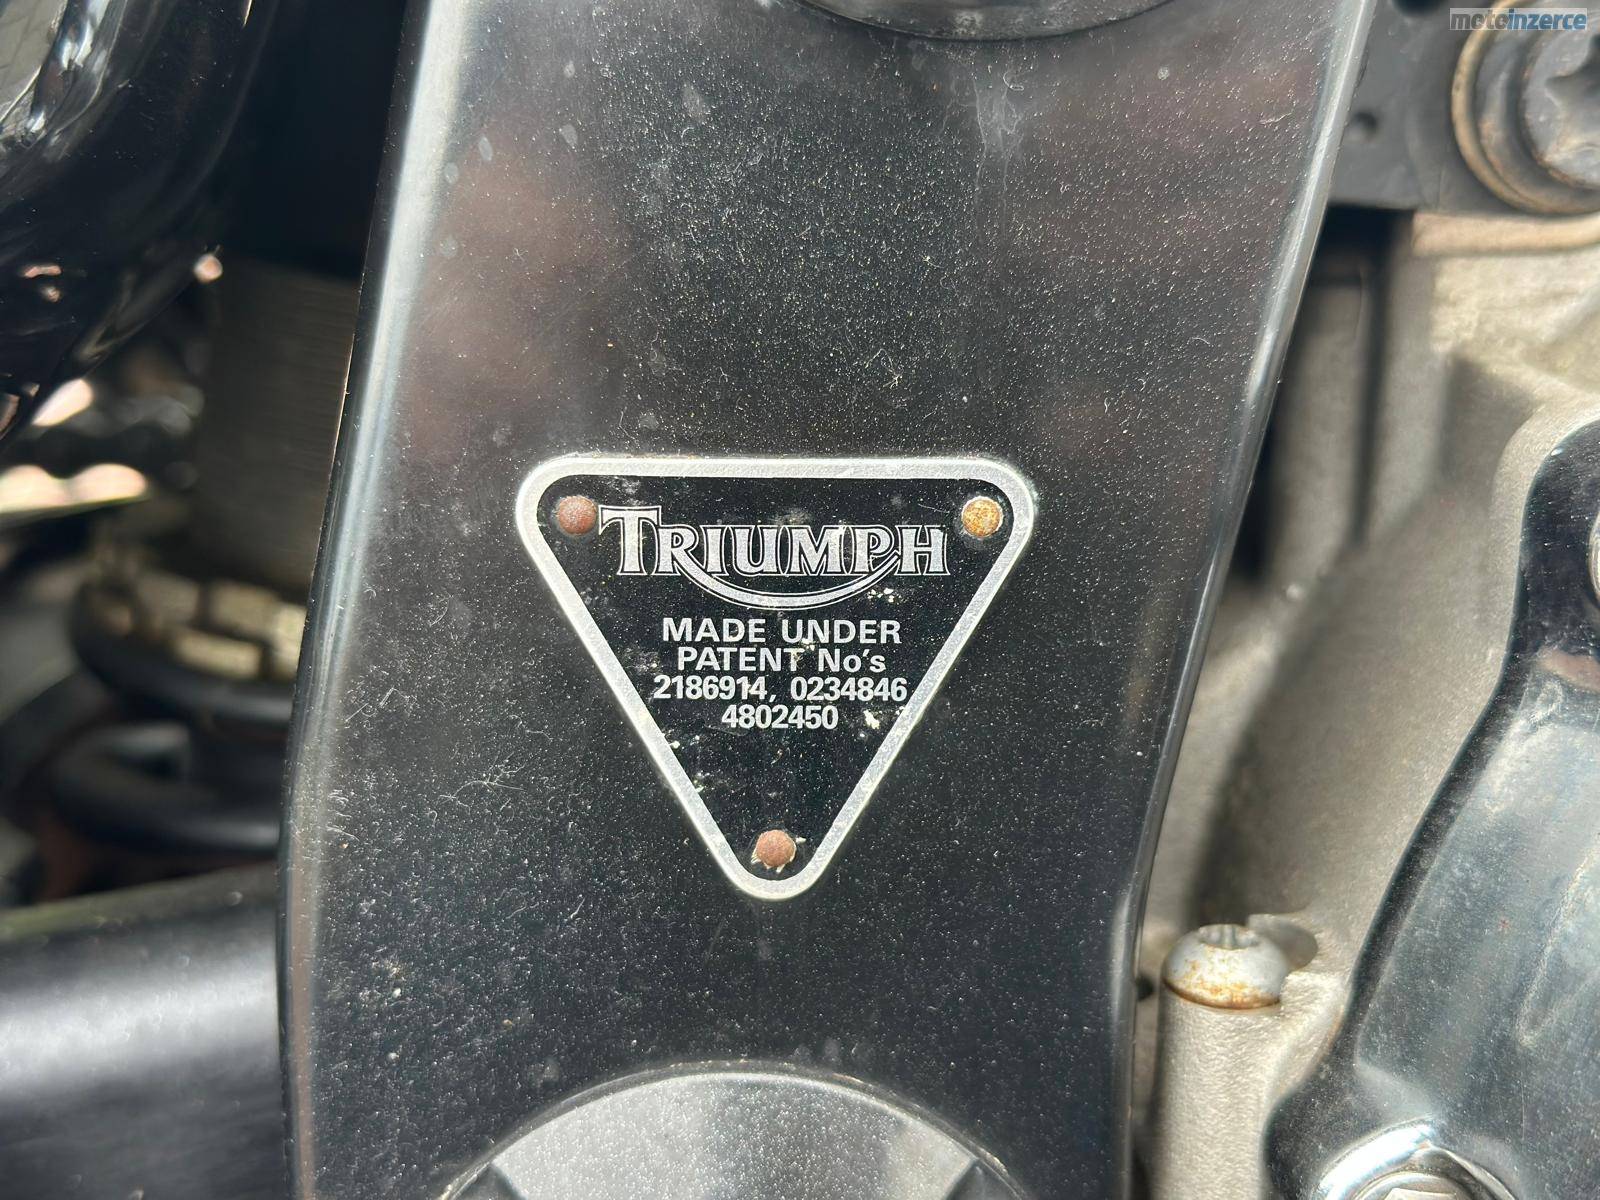 motoinzerce
TRIUMPH
MADE UNDER
PATENT No's
2186914, 0234846
4802450